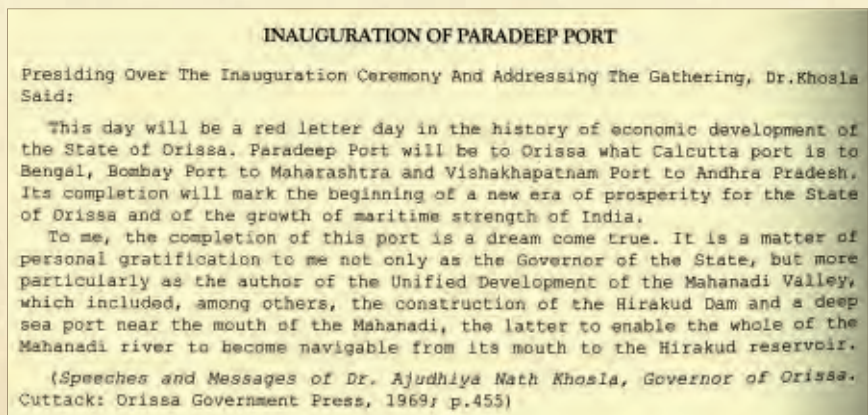 INAUGURATION OF PARADEEP PORT
Presiding Over The Inauguration Ceremony And Addressing The Gathering, Dr.Khosla
Said:
This day will be a red letter day in the history of economic development of
the State of Orissa. Paradeep Port will be to Orissa what Calcutta port is to
Bengal, Bombay Port to Maharashtra and Vishakhapatnam Port to Andhra Pradesh.
Its completion will mark the beginning of a new era of prosperity for the State
of Orissa and of the growth of maritime strength of India.
To me, the completion of this port is a dream come true. It is a matter of
personal gratification to me not only as the Governor of the State, but more
particularly as the author of the Unified Development of the Mahanadi Valley,
which included, among others, the construction of the Hirakud Dam and a deep
sea port near the mouth of the Mahanadi, the latter to enable the whole of the
Mahanadi river to become navigable from its mouth to the Hirakud reservoir.
(Speeches and Messages of Dr. Ajudhiya Nath Khosla, Governor of Orissa.
Cuttack: Orissa Government Press, 1969; p.455)